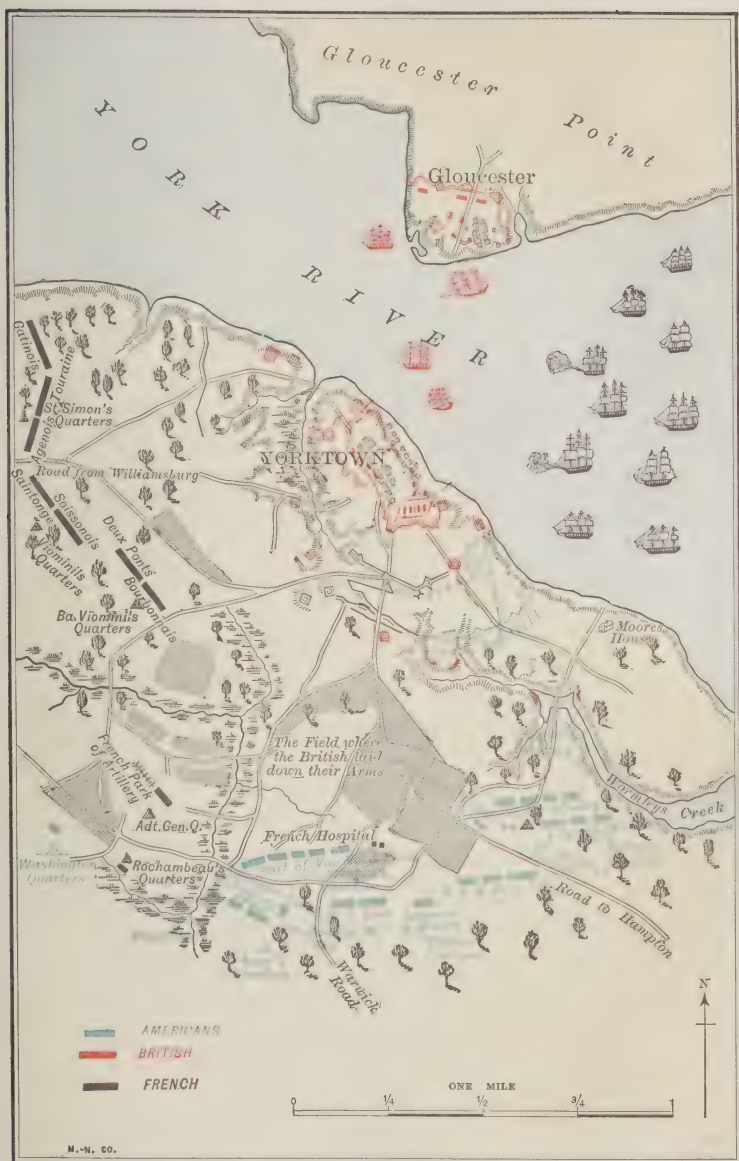 Gloucester
Point
YORK
RIVER
Gloucester
Gatinois
Touraine
Agenois
St. Simon's
Quarters
YORKTOWN
Road from Williamsburg
Saintonge
Soissonois
Viominils
Quarters
Deux Ponts
Bourbonnais
Ba. Viominil's
Quarters
Moores
House
French Park
of Artillery
The Field where
the British laid
down their Arms
Wormleys Creek
Adt. Gen. Q.
French Hospital
Washington
Quarters
Rochambeau's
Quarters
part of
Road to Hampton
Warwick
Road
N
AMERICANS
BRITISH
FRENCH
ONE MILE
0 1/4 1/2 3/4 1
M.-N. CO.